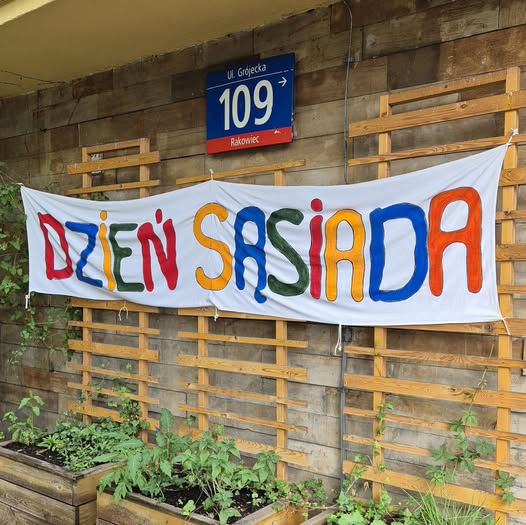 Ul. Grójecka
109
Rakowiec
DZIEŃ SĄSIADA